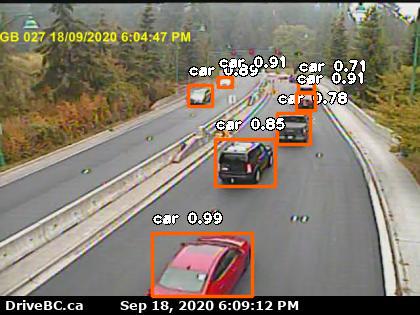 GB 027 18/09/2020 6:04:47 PM
car 0.91
car 0.89
car 0.71
car 0.91
car 0.78
car 0.85
car 0.99
DriveBC.ca Sep 18, 2020 6:09:12 PM